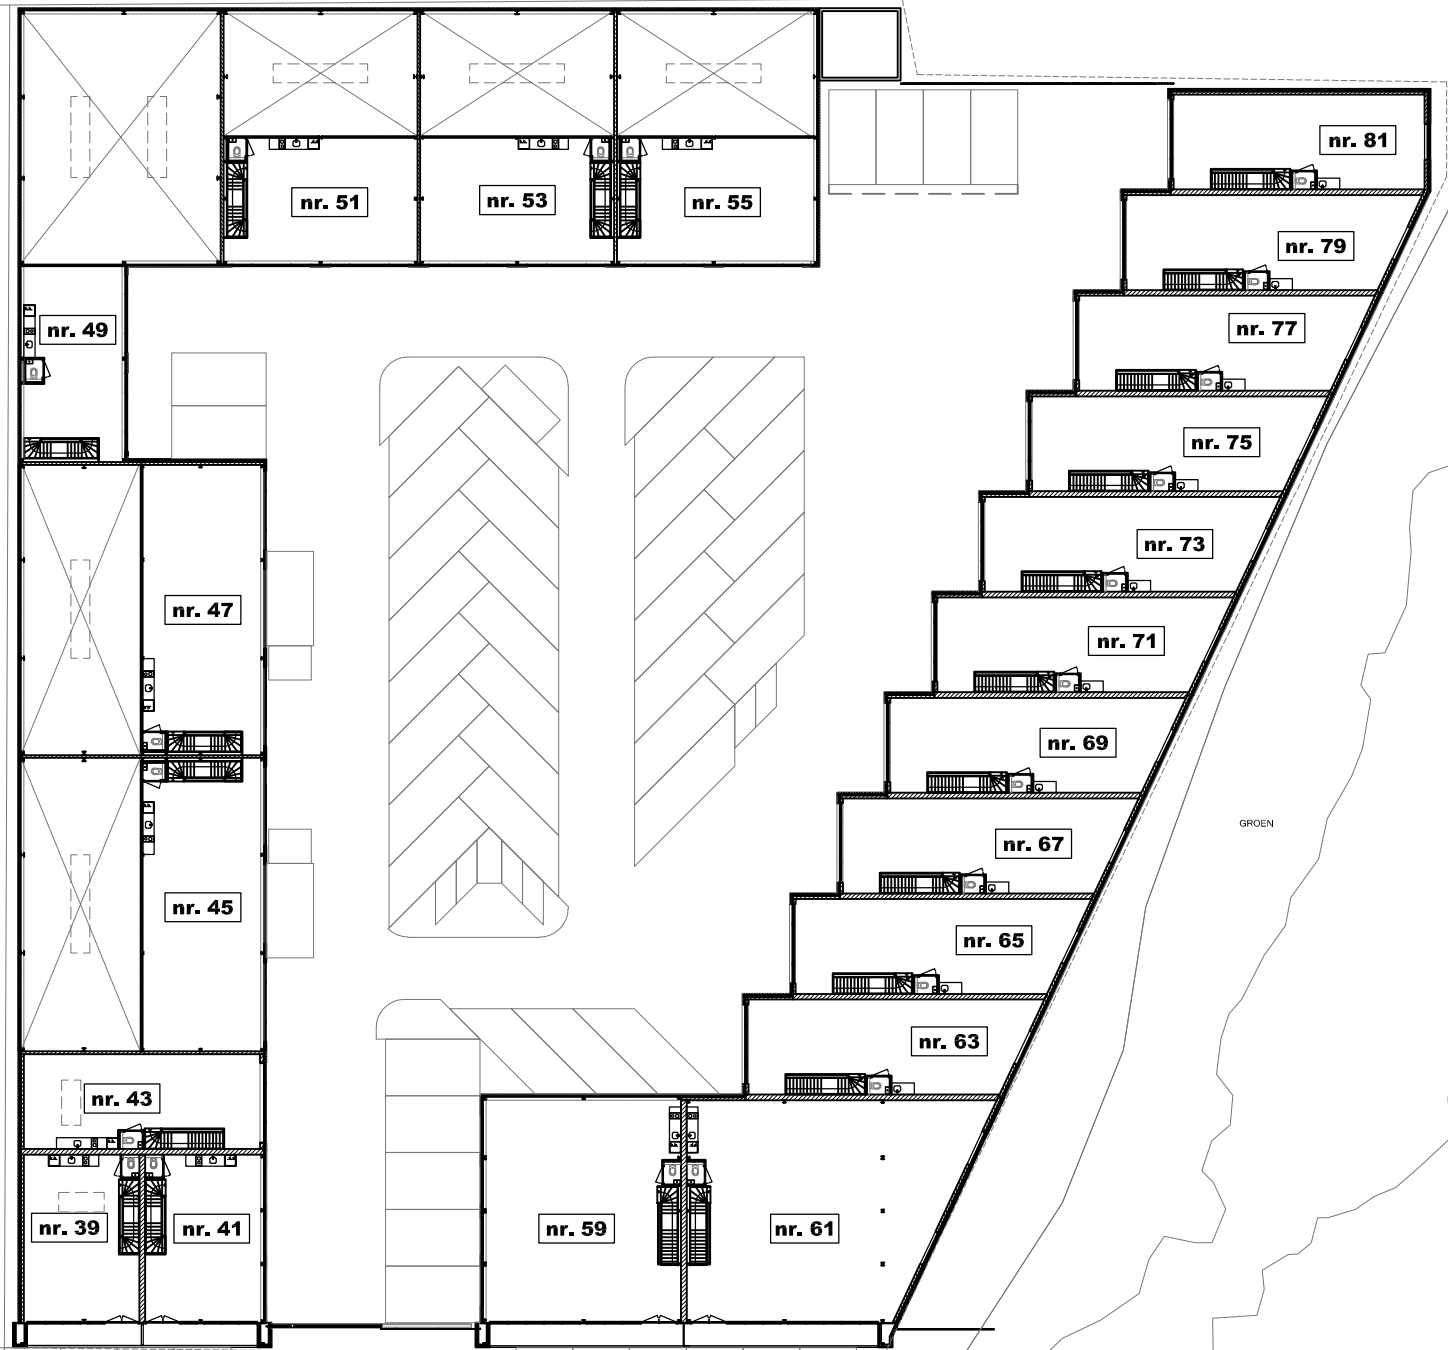 nr. 81
nr. 51
nr. 53
nr. 55
nr. 79
nr. 49
nr. 77
nr. 75
nr. 73
nr. 47
nr. 71
nr. 69
GROEN
nr. 67
nr. 45
nr. 65
nr. 63
nr. 43
nr. 39
nr. 41
nr. 59
nr. 61